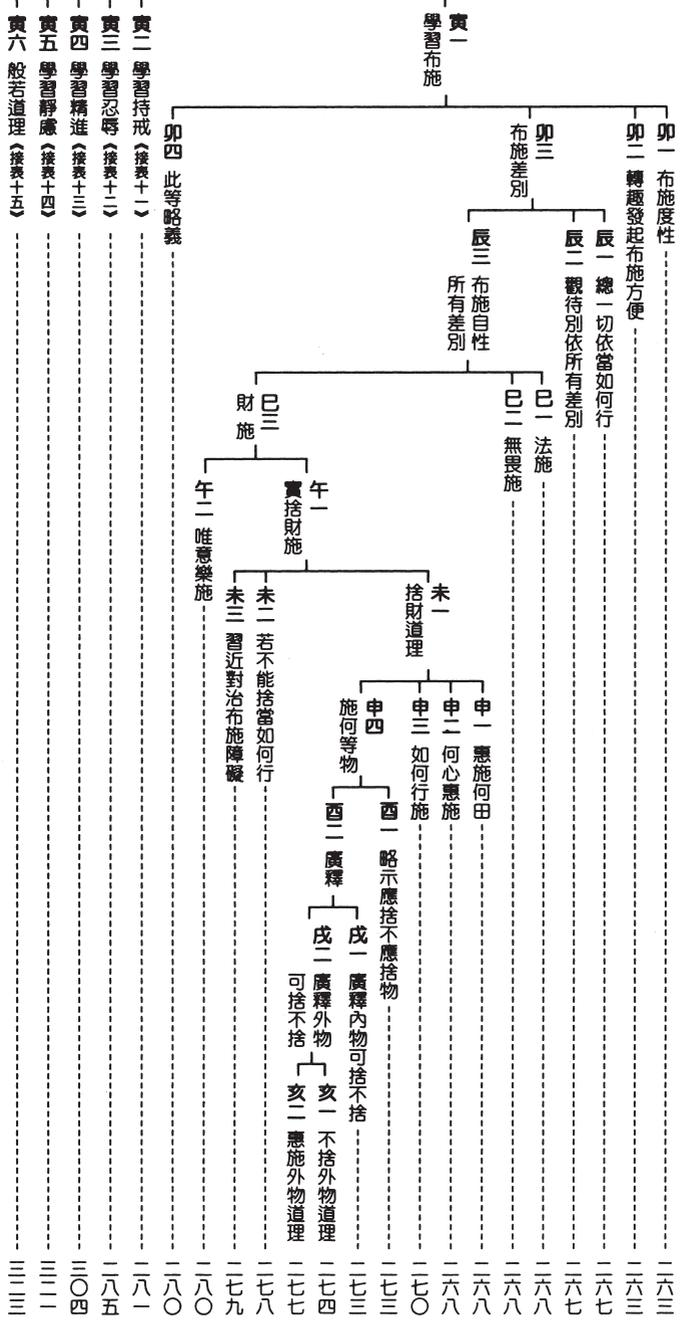 寅一
學習布施
卯一 布施度性 二六三
卯二 轉趣發起布施方便 二六三
卯三
布施差別
辰一 總一切依當如何行 二六七
辰二 觀待別依所有差別 二六七
辰三 布施自性
所有差別
巳一 法施 二六八
巳二 無畏施 二六八
巳三
財施
午一
實捨財施
未一
捨財道理
申一 惠施何田 二六八
申二 何心惠施 二六八
申三 如何行施 二七〇
申四
施何等物
酉一 略示應捨不應捨物 二七三
酉二 廣釋
戌一 廣釋內物可捨不捨 二七三
戌二 廣釋外物
可捨不捨
亥一 不捨外物道理 二七四
亥二 惠施外物道理 二七七
未二 若不能捨當如何行 二七八
未三 習近對治布施障礙 二七九
午二 唯意樂施 二八〇
卯四 此等略義 二八〇
寅二 學習持戒《接表十一》 二八一
寅三 學習忍辱《接表十二》 二八五
寅四 學習精進《接表十三》 三〇四
寅五 學習靜慮《接表十四》 三二一
寅六 般若道理《接表十五》 三二三